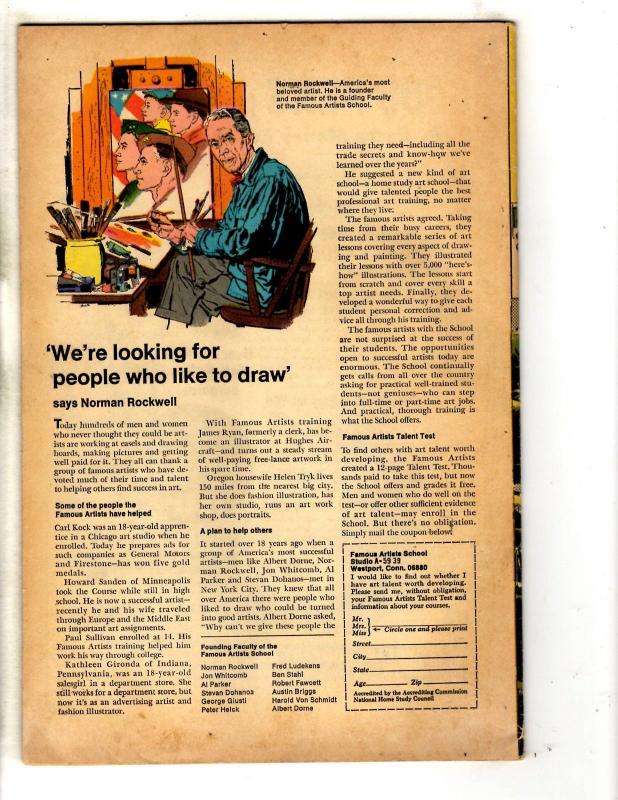 Norman Rockwell—America's most
beloved artist. He is a founder
and member of the Guiding Faculty
of the Famous Artists School.
'We're looking for
people who like to draw'
says Norman Rockwell
Today hundreds of men and women
who never thought they could be art-
ists are working at easels and drawing
boards, making pictures and getting
well paid for it. They all can thank a
group of famous artists who have de-
voted much of their time and talent
to helping others find success in art.
Some of the people the
Famous Artists have helped
Carl Kock was an 18-year-old appren-
tice in a Chicago art studio when he
enrolled. Today he prepares ads for
such companies as General Motors
and Firestone—has won five gold
medals.
Howard Sanden of Minneapolis
took the Course while still in high
school. He is now a successful artist—
recently he and his wife traveled
through Europe and the Middle East
on important art assignments.
Paul Sullivan enrolled at 14. His
Famous Artists training helped him
work his way through college.
Kathleen Gironda of Indiana,
Pennsylvania, was an 18-year-old
salesgirl in a department store. She
still works for a department store, but
now it's as an advertising artist and
fashion illustrator.
With Famous Artists training
James Ryan, formerly a clerk, has be-
come an illustrator at Hughes Air-
craft—and turns out a steady stream
of well-paying free-lance artwork in
his spare time.
Oregon housewife Helen Tryk lives
150 miles from the nearest big city.
But she does fashion illustration, has
her own studio, runs an art work
shop, does portraits.
A plan to help others
It started over 18 years ago when a
group of America's most successful
artists—men like Albert Dorne, Nor-
man Rockwell, Jon Whitcomb, Al
Parker and Stevan Dohanos—met in
New York City. They knew that all
over America there were people who
liked to draw who could be turned
into good artists. Albert Dorne asked,
"Why can't we give these people the
Founding Faculty of the
Famous Artists School
Norman Rockwell
Jon Whitcomb
Al Parker
Stevan Dohanos
George Giusti
Peter Helck
Fred Ludekens
Ben Stahl
Robert Fawcett
Austin Briggs
Harold Von Schmidt
Albert Dorne
training they need—including all the
trade secrets and know-how we've
learned over the years?"
He suggested a new kind of art
school—a home study art school—that
would give talented people the best
professional art training, no matter
where they live.
The famous artists agreed. Taking
time from their busy careers, they
created a remarkable series of art
lessons covering every aspect of draw-
ing and painting. They illustrated
their lessons with over 5,000 "here's-
how" illustrations. The lessons start
from scratch and cover every skill a
top artist needs. Finally, they de-
veloped a wonderful way to give each
student personal correction and ad-
vice all through his training.
The famous artists with the School
are not surprised at the success of
their students. The opportunities
open to successful artists today are
enormous. The School continually
gets calls from all over the country
asking for practical well-trained stu-
dents—not geniuses—who can step
into full-time or part-time art jobs.
And practical, thorough training is
what the School offers.
Famous Artists Talent Test
To find others with art talent worth
developing, the Famous Artists
created a 12-page Talent Test. Thou-
sands paid to take this test, but now
the School offers and grades it free.
Men and women who do well on the
test—or offer other sufficient evidence
of art talent—may enroll in the
School. But there's no obligation.
Simply mail the coupon below.
Famous Artists School
Studio A-5939
Westport, Conn. 06880
I would like to find out whether I
have art talent worth developing.
Please send me, without obligation,
your Famous Artists Talent Test and
information about your courses.
Mr.
Mrs. Circle one and please print
Miss
Street
City
State
Age Zip
Accredited by the Accrediting Commission
National Home Study Council